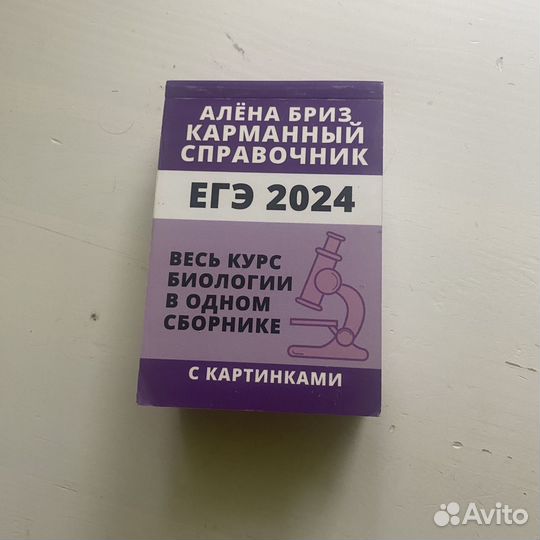 АЛЁНА БРИЗ
КАРМАННЫЙ
СПРАВОЧНИК
ЕГЭ 2024
ВЕСЬ КУРС
БИОЛОГИИ
В ОДНОМ
СБОРНИКЕ
С КАРТИНКАМИ
Avito